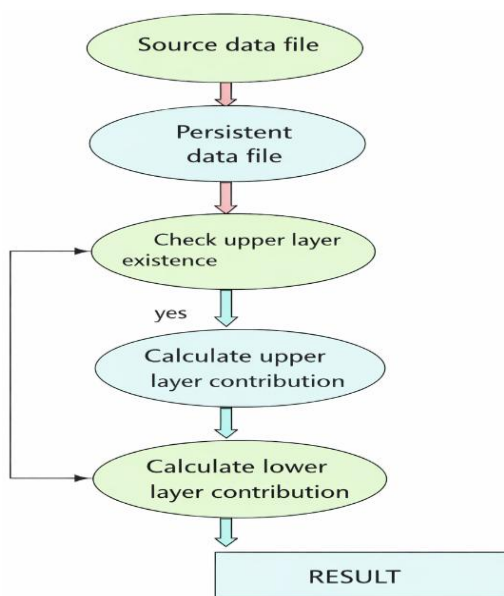 Source data file
Persistent
data file
Check upper layer
existence
yes
Calculate upper
layer contribution
Calculate lower
layer contribution
RESULT